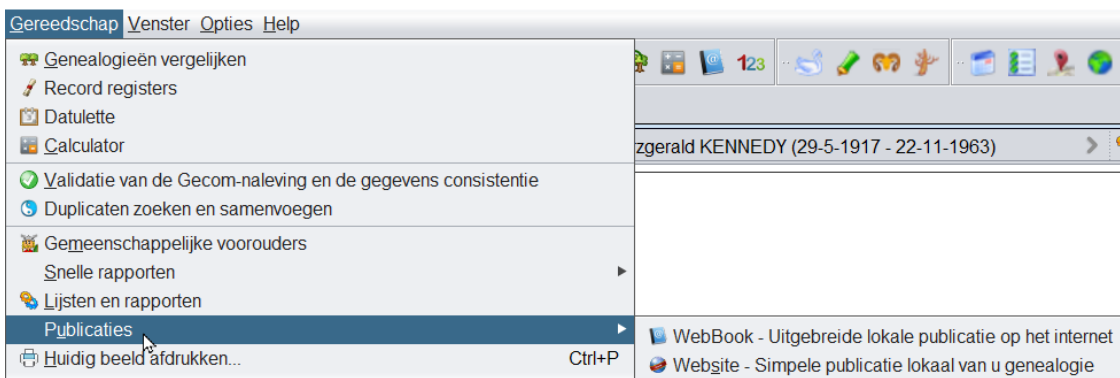 Gereedschap Venster Opties Help
Genealogieën vergelijken
Record registers
123
Datulette
Calculator
zgerald KENNEDY (29-5-1917 - 22-11-1963)
Validatie van de Gecom-naleving en de gegevens consistentie
Duplicaten zoeken en samenvoegen
Gemeenschappelijke voorouders
Snelle rapporten
Lijsten en rapporten
Publicaties
WebBook - Uitgebreide lokale publicatie op het internet
Huidig beeld afdrukken... Ctrl+P
Website - Simpele publicatie lokaal van u genealogie